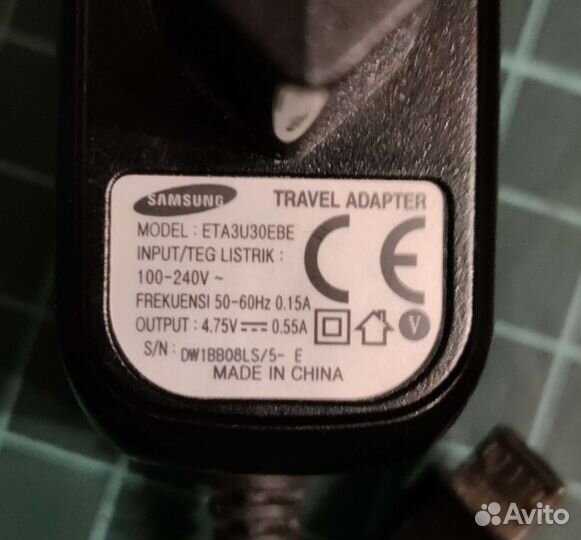 SAMSUNG TRAVEL ADAPTER
MODEL : ETA3U30EBE
INPUT/TEG LISTRIK :
100-240V ~
FREKUENSI 50-60Hz 0.15A
OUTPUT : 4.75V ⎓ 0.55A
CE
V
S/N: DW1BB08LS/5- E
MADE IN CHINA
Avito